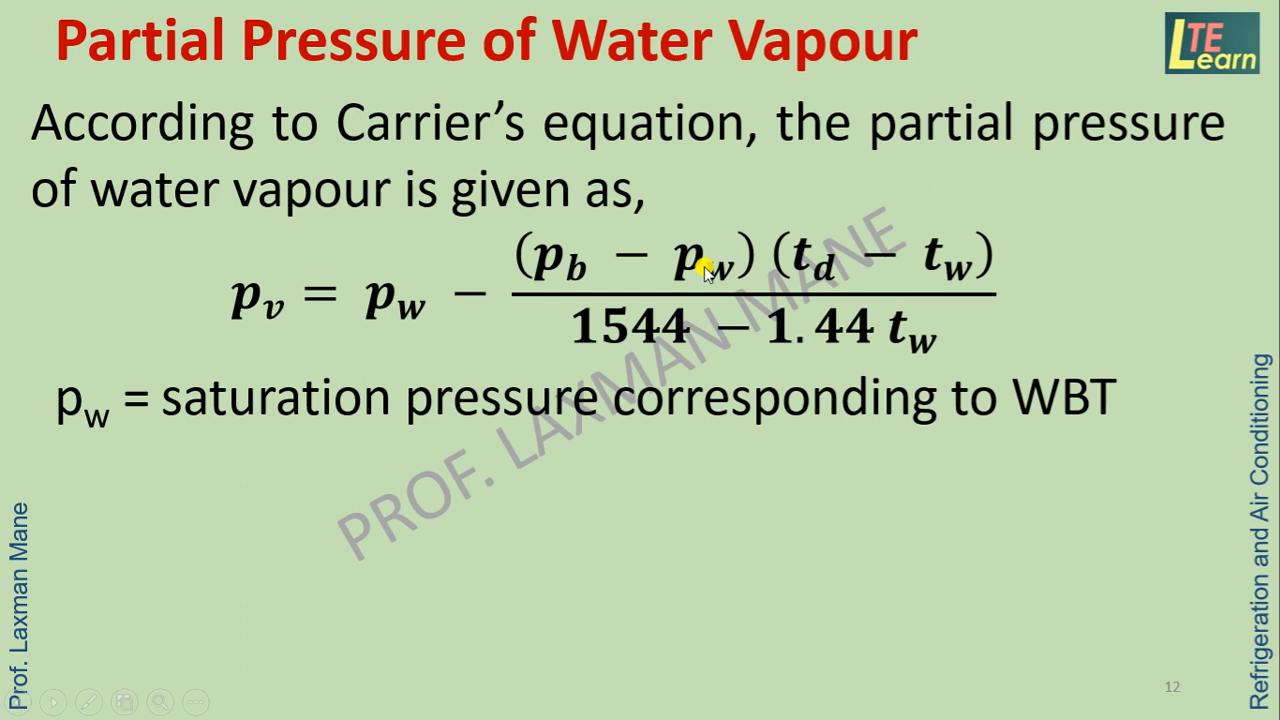 Partial Pressure of Water Vapour
LTE Learn
According to Carrier’s equation, the partial pressure
of water vapour is given as,
p_v = p_w − (p_b − p_w) (t_d − t_w) / 1544 − 1.44 t_w
p_w = saturation pressure corresponding to WBT
PROF. LAXMAN MANE
Prof. Laxman Mane
Refrigeration and Air Conditioning
12